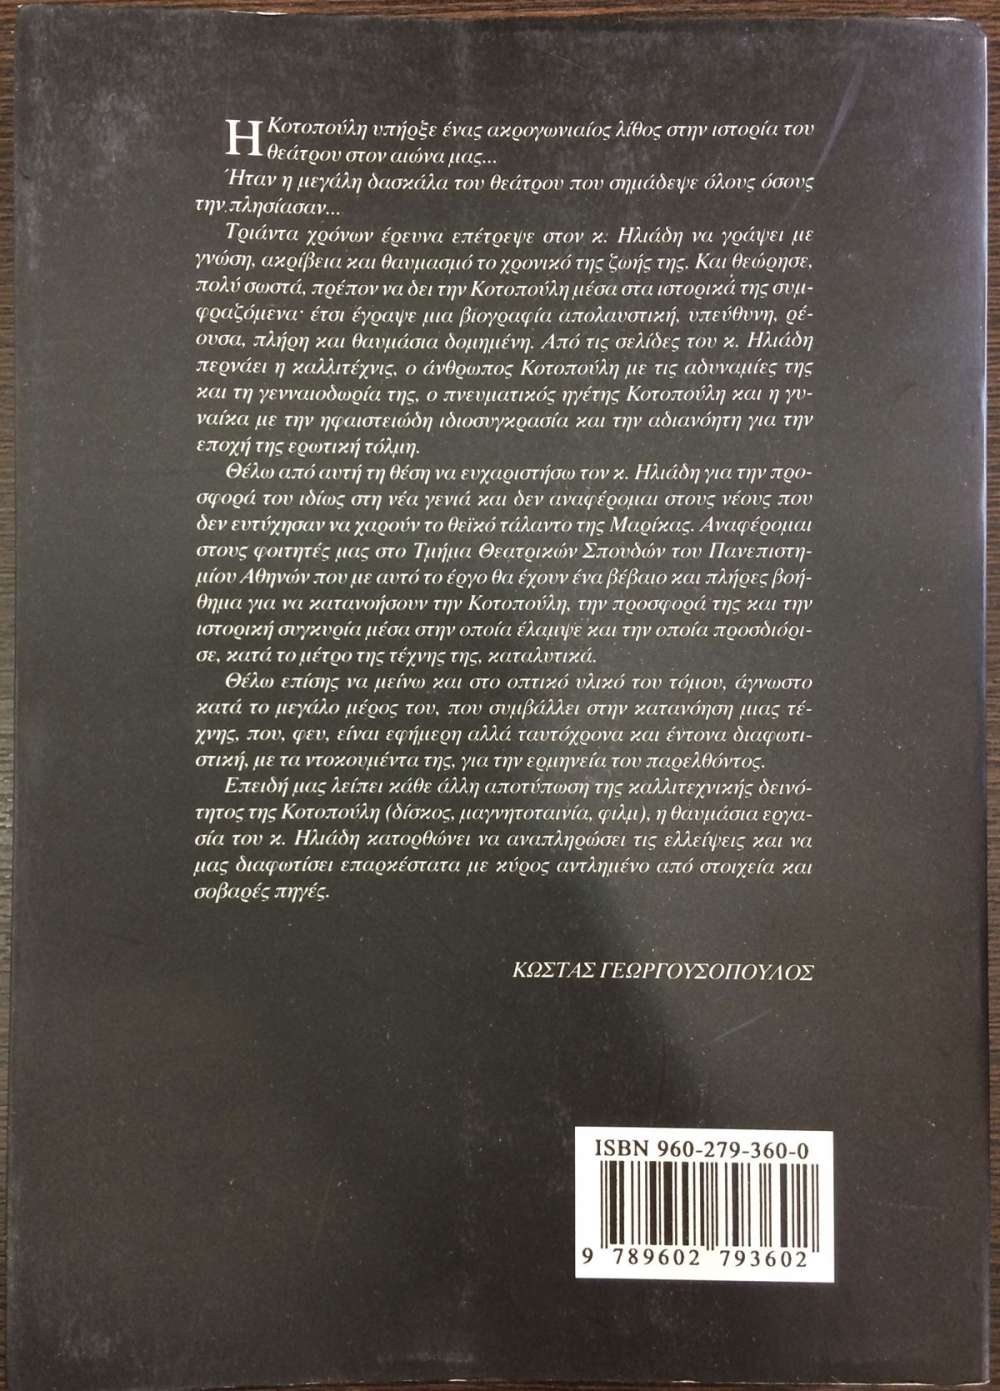 Η Κοτοπούλη υπήρξε ένας ακρογωνιαίος λίθος στην ιστορία του
θεάτρου στον αιώνα μας...
Ήταν η μεγάλη δασκάλα του θεάτρου που σημάδεψε όλους όσους
την πλησίασαν...
Τριάντα χρόνων έρευνα επέτρεψε στον κ. Ηλιάδη να γράψει με
γνώση, ακρίβεια και θαυμασμό το χρονικό της ζωής της. Και θεώρησε,
πολύ σωστά, πρέπον να δει την Κοτοπούλη μέσα στα ιστορικά της συμ-
φραζόμενα· έτσι έγραψε μια βιογραφία απολαυστική, υπεύθυνη, ρέ-
ουσα, πλήρη και θαυμάσια δομημένη. Από τις σελίδες του κ. Ηλιάδη
περνάει η καλλιτέχνις, ο άνθρωπος Κοτοπούλη με τις αδυναμίες της
και τη γενναιοδωρία της, ο πνευματικός ηγέτης Κοτοπούλη και η γυ-
ναίκα με την ηφαιστειώδη ιδιοσυγκρασία και την αδιανόητη για την
εποχή της ερωτική τόλμη.
Θέλω από αυτή τη θέση να ευχαριστήσω τον κ. Ηλιάδη για την προ-
σφορά του ιδίως στη νέα γενιά και δεν αναφέρομαι στους νέους που
δεν ευτύχησαν να χαρούν το θεϊκό τάλαντο της Μαρίκας. Αναφέρομαι
στους φοιτητές μας στο Τμήμα Θεατρικών Σπουδών του Πανεπιστη-
μίου Αθηνών που με αυτό το έργο θα έχουν ένα βέβαιο και πλήρες βοή-
θημα για να κατανοήσουν την Κοτοπούλη, την προσφορά της και την
ιστορική συγκυρία μέσα στην οποία έλαμψε και την οποία προσδιόρι-
σε, κατά το μέτρο της τέχνης της, καταλυτικά.
Θέλω επίσης να μείνω και στο οπτικό υλικό του τόμου, άγνωστο
κατά το μεγάλο μέρος του, που συμβάλλει στην κατανόηση μιας τέ-
χνης, που, φευ, είναι εφήμερη αλλά ταυτόχρονα και έντονα διαφωτι-
στική, με τα ντοκουμέντα της, για την ερμηνεία του παρελθόντος.
Επειδή μας λείπει κάθε άλλη αποτύπωση της καλλιτεχνικής δεινό-
τητος της Κοτοπούλη (δίσκος, μαγνητοταινία, φιλμ), η θαυμάσια εργα-
σία του κ. Ηλιάδη κατορθώνει να αναπληρώσει τις ελλείψεις και να
μας διαφωτίσει επαρκέστατα με κύρος αντλημένο από στοιχεία και
σοβαρές πηγές.
ΚΩΣΤΑΣ ΓΕΩΡΓΟΥΣΟΠΟΥΛΟΣ
ISBN 960-279-360-0
9 789602 793602